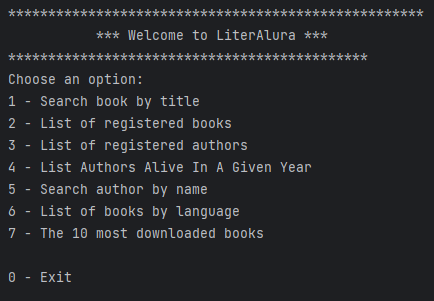 ****************************************************
*** Welcome to LiterAlura ***
*********************************************
Choose an option:
1 - Search book by title
2 - List of registered books
3 - List of registered authors
4 - List Authors Alive In A Given Year
5 - Search author by name
6 - List of books by language
7 - The 10 most downloaded books
0 - Exit